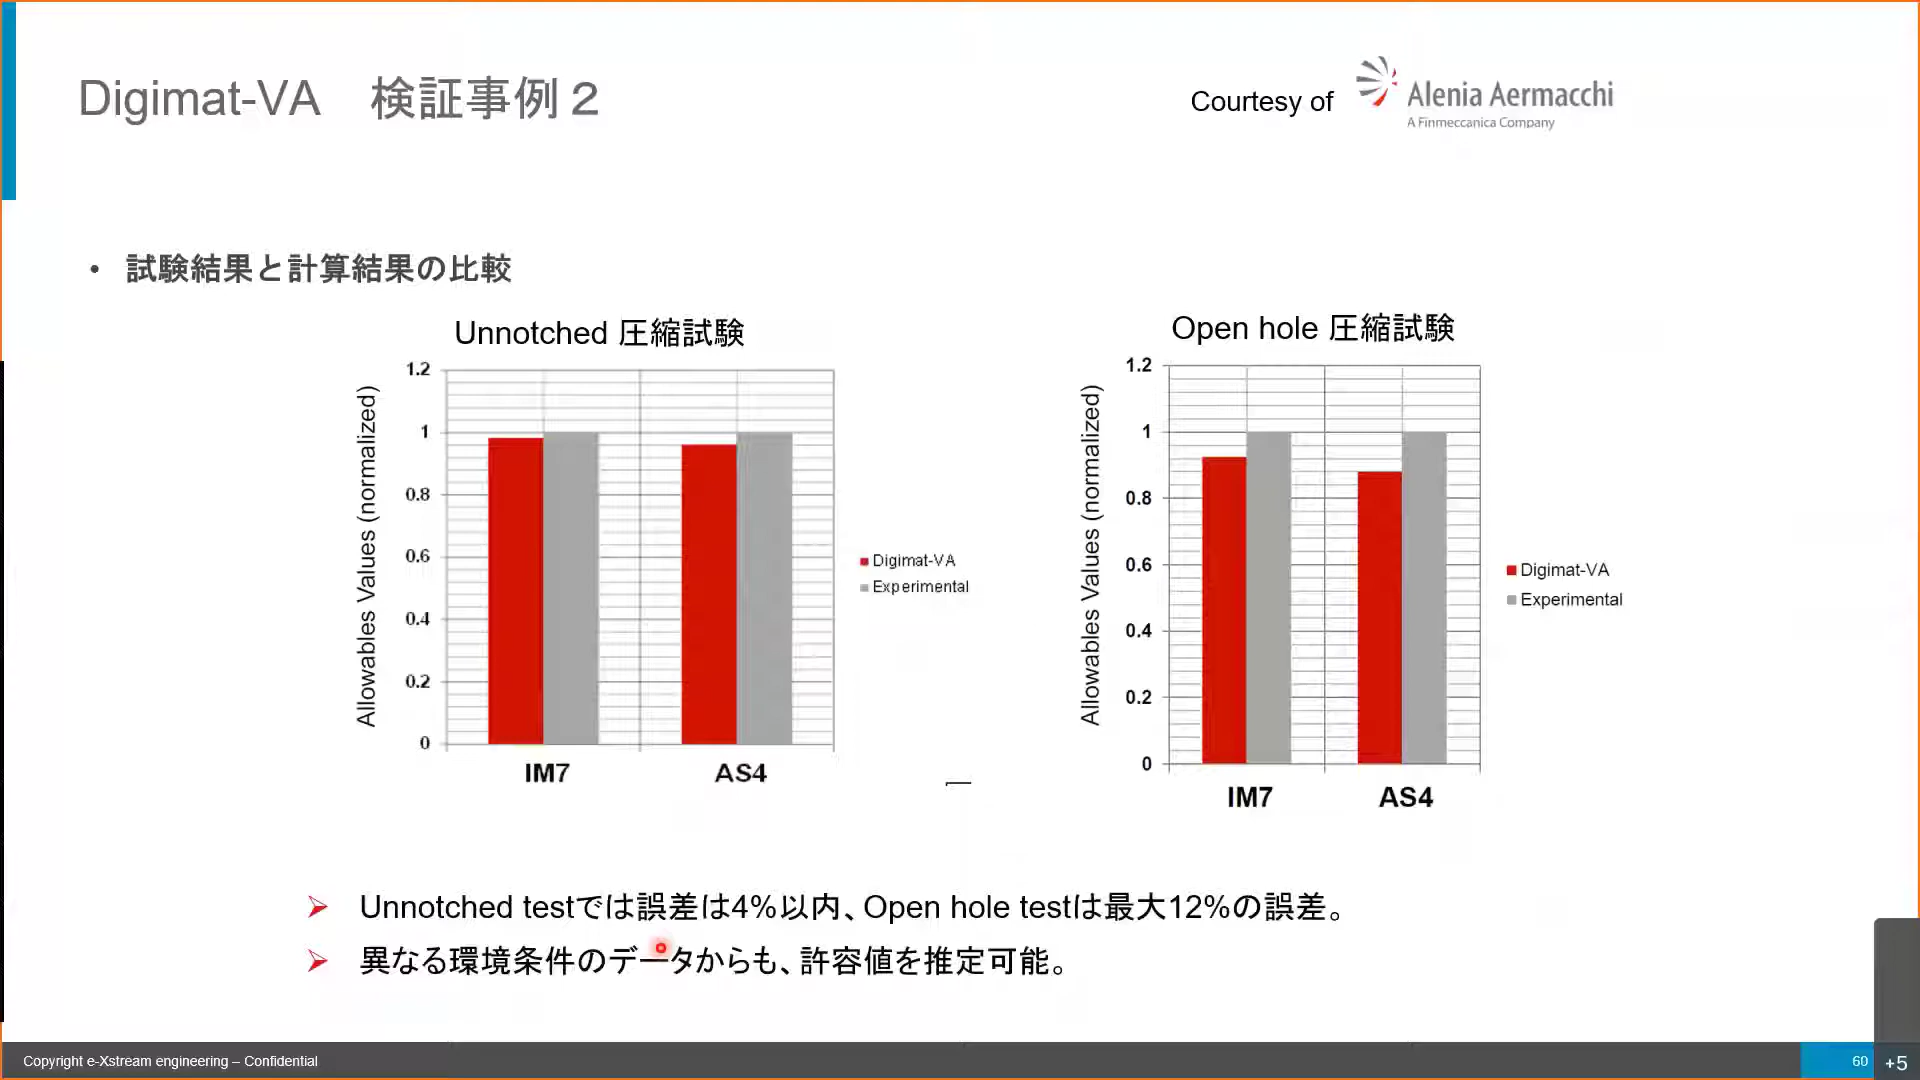 Digimat-VA 検証事例２
Courtesy of
Alenia Aermacchi
A Finmeccanica Company
• 試験結果と計算結果の比較
Unnotched 圧縮試験
Allowables Values (normalized)
1.2
1
0.8
0.6
0.4
0.2
0
IM7
AS4
Digimat-VA
Experimental
Open hole 圧縮試験
Allowables Values (normalized)
1.2
1
0.8
0.6
0.4
0.2
0
IM7
AS4
Digimat-VA
Experimental
Unnotched testでは誤差は4%以内、Open hole testは最大12%の誤差。
異なる環境条件のデータからも、許容値を推定可能。
Copyright e-Xstream engineering – Confidential
60
+5